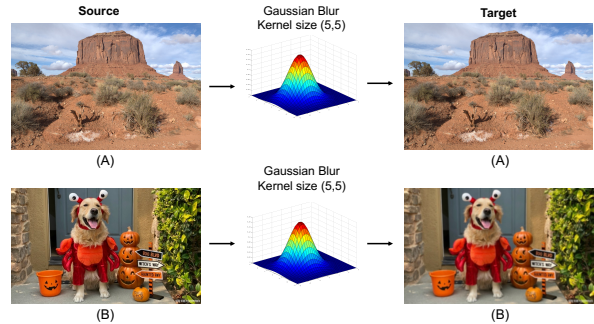 Source
Gaussian Blur
Kernel size (5,5)
Target
(A)
(A)
Gaussian Blur
Kernel size (5,5)
(B)
(B)